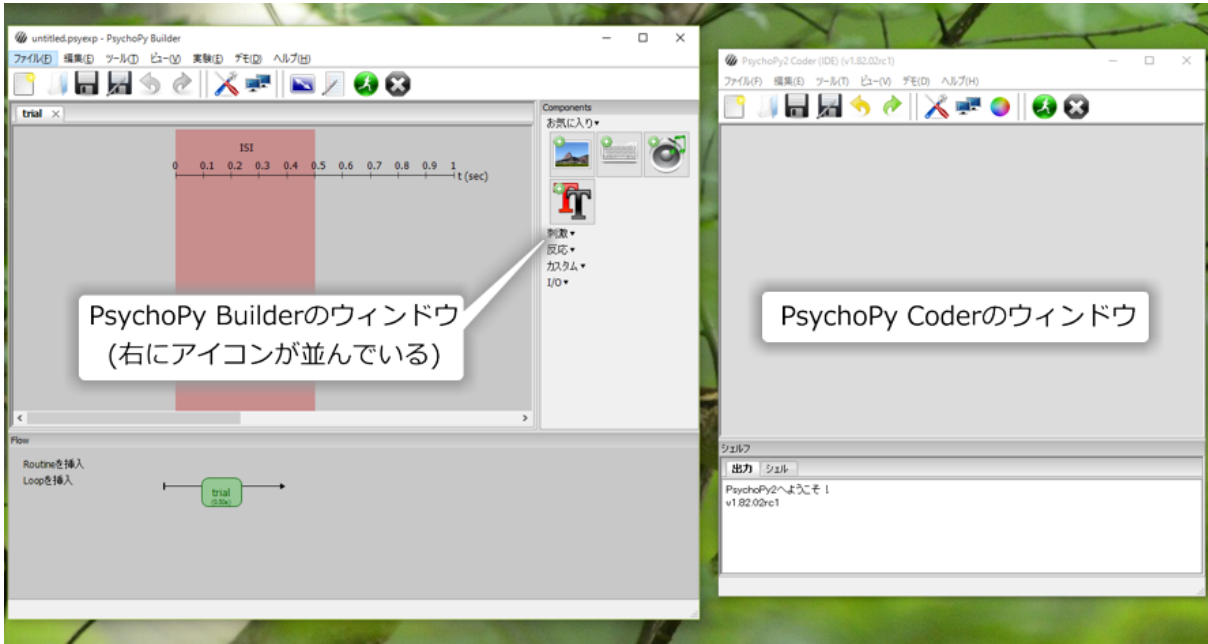 untitled.psyexp - PsychoPy Builder
ファイル(F) 編集(E) ツール(T) ビュー(V) 実験(E) デモ(D) ヘルプ(H)
trial
ISI
0 0.1 0.2 0.3 0.4 0.5 0.6 0.7 0.8 0.9 1
t (sec)
Components
お気に入り▾
刺激▾
反応▾
カスタム▾
I/O▾
PsychoPy Builderのウィンドウ
(右にアイコンが並んでいる)
Flow
Routineを挿入
Loopを挿入
trial
(0.50s)
PsychoPy2 Coder (IDE) (v1.82.02rc1)
ファイル(F) 編集(E) ツール(T) ビュー(V) デモ(D) ヘルプ(H)
PsychoPy Coderのウィンドウ
シェルフ
出力 シェル
PsychoPy2へようこそ！
v1.82.02rc1